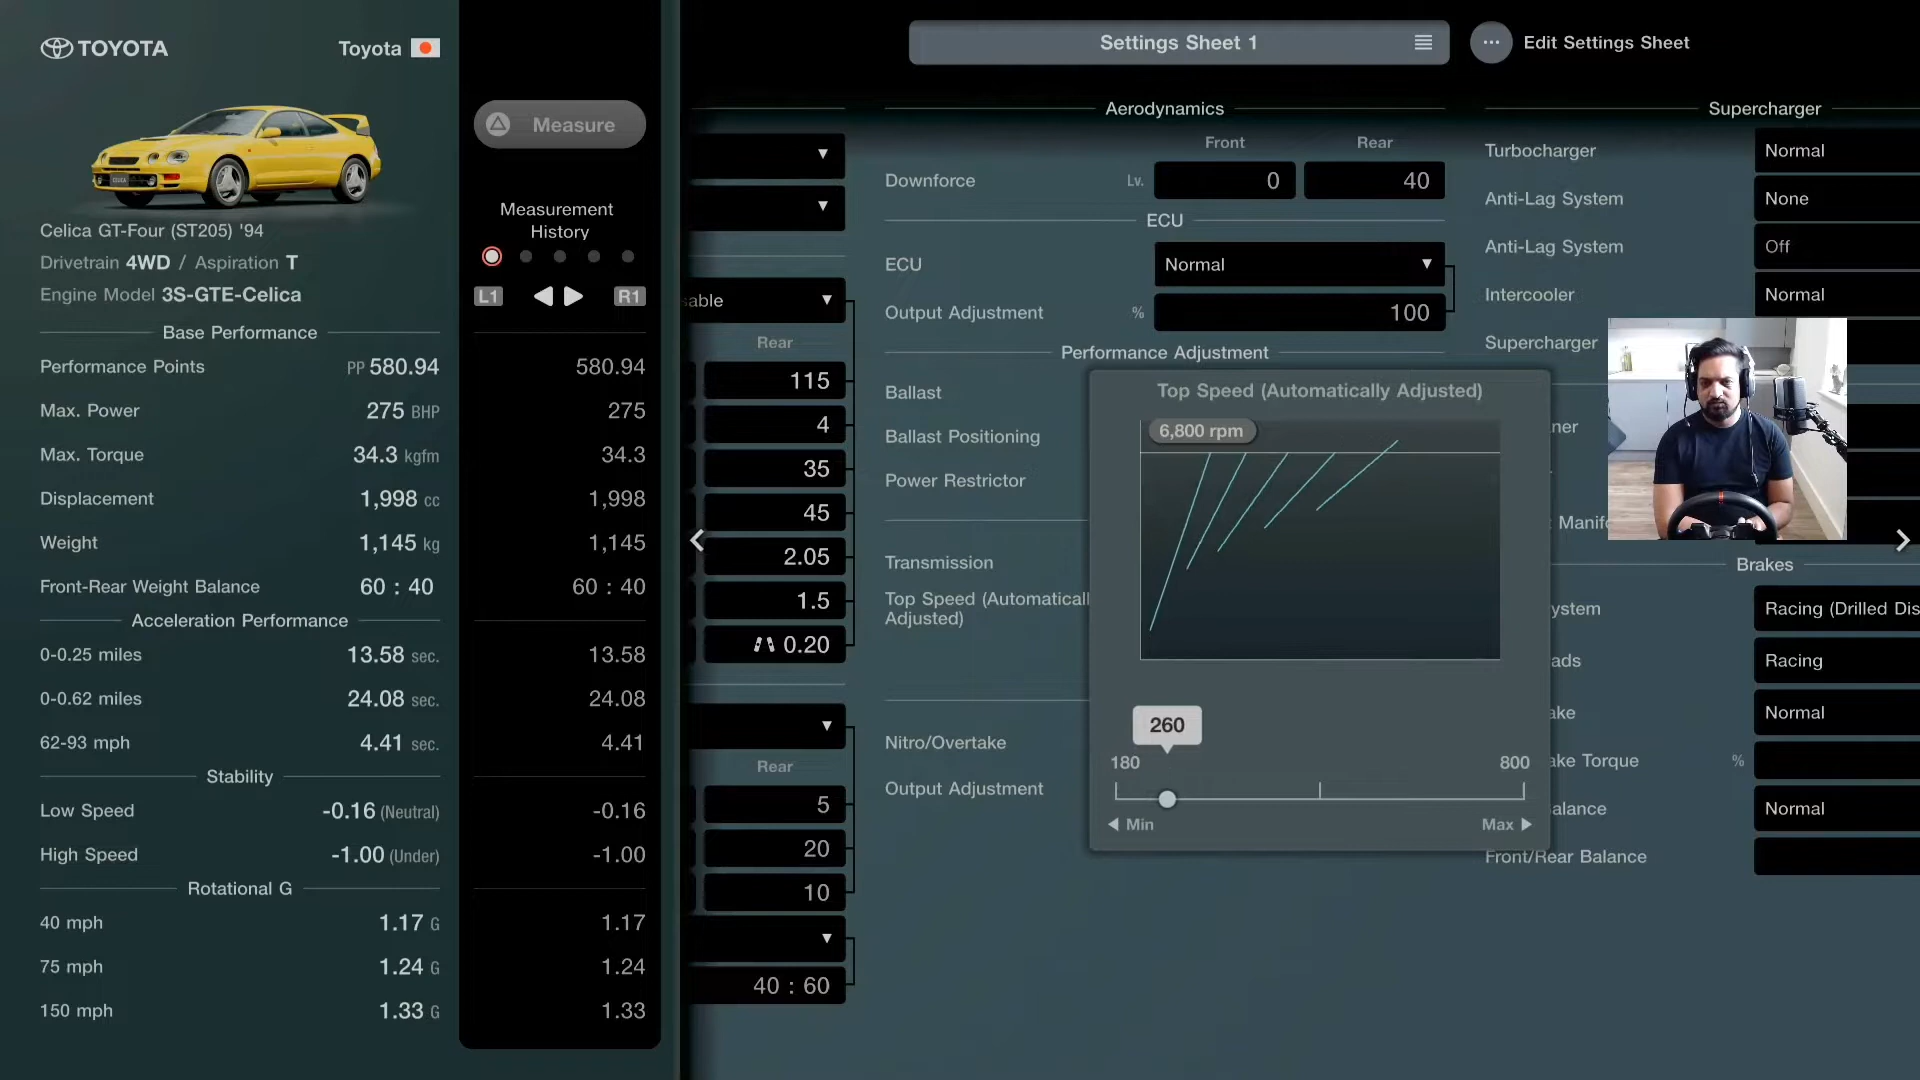 TOYOTA
Toyota
Celica GT-Four (ST205) '94
Drivetrain 4WD / Aspiration T
Engine Model 3S-GTE-Celica
Base Performance
Performance Points PP 580.94
Max. Power 275 BHP
Max. Torque 34.3 kgfm
Displacement 1,998 cc
Weight 1,145 kg
Front-Rear Weight Balance 60 : 40
Acceleration Performance
0-0.25 miles 13.58 sec.
0-0.62 miles 24.08 sec.
62-93 mph 4.41 sec.
Stability
Low Speed -0.16 (Neutral)
High Speed -1.00 (Under)
Rotational G
40 mph 1.17 G
75 mph 1.24 G
150 mph 1.33 G
Measure
Measurement
History
L1 R1
580.94
275
34.3
1,998
1,145
60 : 40
13.58
24.08
4.41
-0.16
-1.00
1.17
1.24
1.33
Settings Sheet 1
Edit Settings Sheet
Rear
115
4
35
45
2.05
1.5
0.20
Rear
5
20
10
40 : 60
Aerodynamics
Front Rear
Downforce Lv. 0 40
ECU
ECU Normal
Output Adjustment % 100
Performance Adjustment
Ballast
Ballast Positioning
Power Restrictor
Transmission
Top Speed (Automatically
Adjusted)
Nitro/Overtake
Output Adjustment
Top Speed (Automatically Adjusted)
6,800 rpm
260
180 800
Min Max
Supercharger
Turbocharger Normal
Anti-Lag System None
Anti-Lag System Off
Intercooler Normal
Supercharger
Brakes
Racing (Drilled Dis
Racing
Normal
%
Normal
Front/Rear Balance